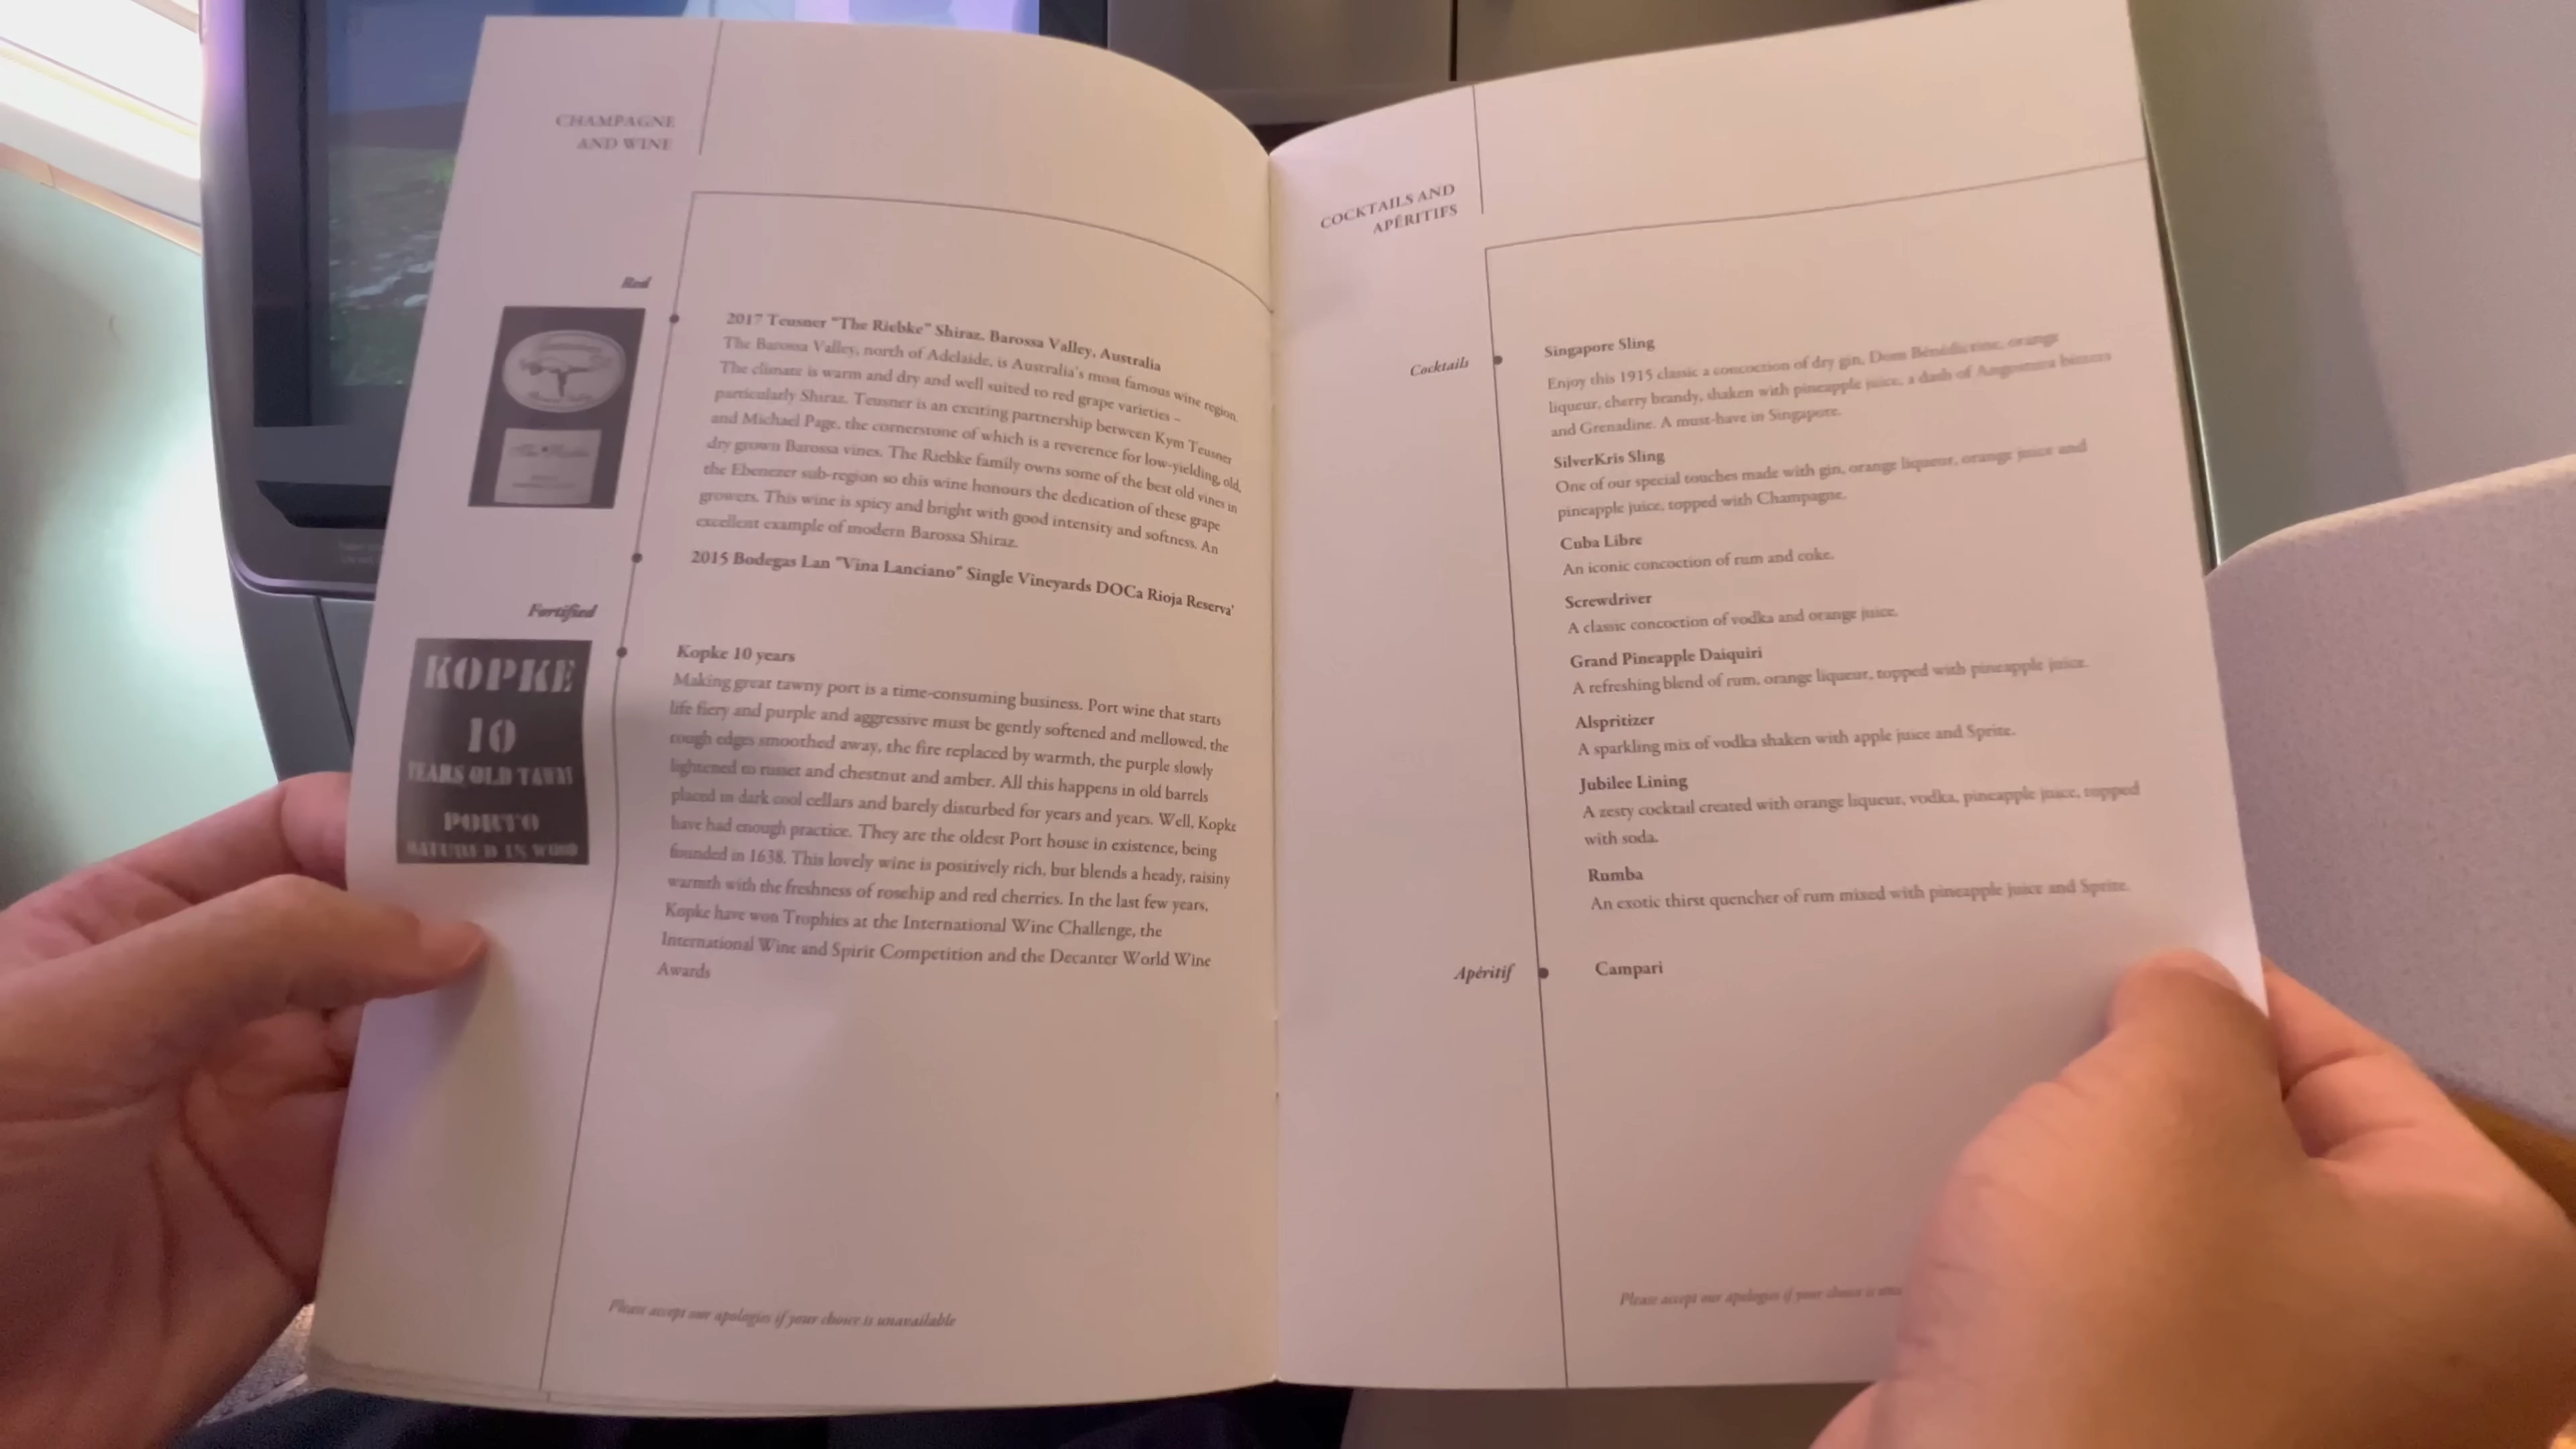 CHAMPAGNE
AND WINE
Red
2017 Teusner "The Riebke" Shiraz, Barossa Valley, Australia
The Barossa Valley, north of Adelaide, is Australia's most famous wine region.
The climate is warm and dry and well suited to red grape varieties –
particularly Shiraz. Teusner is an exciting partnership between Kym Teusner
and Michael Page, the cornerstone of which is a reverence for low-yielding, old,
dry grown Barossa vines. The Riebke family owns some of the best old vines in
the Ebenezer sub-region so this wine honours the dedication of these grape
growers. This wine is spicy and bright with good intensity and softness. An
excellent example of modern Barossa Shiraz.
2015 Bodegas Lan "Vina Lanciano" Single Vineyards DOCa Rioja Reserva'
Fortified
KOPKE
10
YEARS OLD TAWNY
PORTO
MATURED IN WOOD
Kopke 10 years
Making great tawny port is a time-consuming business. Port wine that starts
life fiery and purple and aggressive must be gently softened and mellowed, the
rough edges smoothed away, the fire replaced by warmth, the purple slowly
lightened to russet and chestnut and amber. All this happens in old barrels
placed in dark cool cellars and barely disturbed for years and years. Well, Kopke
have had enough practice. They are the oldest Port house in existence, being
founded in 1638. This lovely wine is positively rich, but blends a heady, raisiny
warmth with the freshness of rosehip and red cherries. In the last few years,
Kopke have won Trophies at the International Wine Challenge, the
International Wine and Spirit Competition and the Decanter World Wine
Awards
Please accept our apologies if your choice is unavailable
COCKTAILS AND
APÉRITIFS
Cocktails
Singapore Sling
Enjoy this 1915 classic a concoction of dry gin, Dom Bénédictine, orange
liqueur, cherry brandy, shaken with pineapple juice, a dash of Angostura bitters
and Grenadine. A must-have in Singapore.
SilverKris Sling
One of our special touches made with gin, orange liqueur, orange juice and
pineapple juice, topped with Champagne.
Cuba Libre
An iconic concoction of rum and coke.
Screwdriver
A classic concoction of vodka and orange juice.
Grand Pineapple Daiquiri
A refreshing blend of rum, orange liqueur, topped with pineapple juice.
Alspritizer
A sparkling mix of vodka shaken with apple juice and Sprite.
Jubilee Lining
A zesty cocktail created with orange liqueur, vodka, pineapple juice, topped
with soda.
Rumba
An exotic thirst quencher of rum mixed with pineapple juice and Sprite.
Apéritif
Campari
Please accept our apologies if your choice is